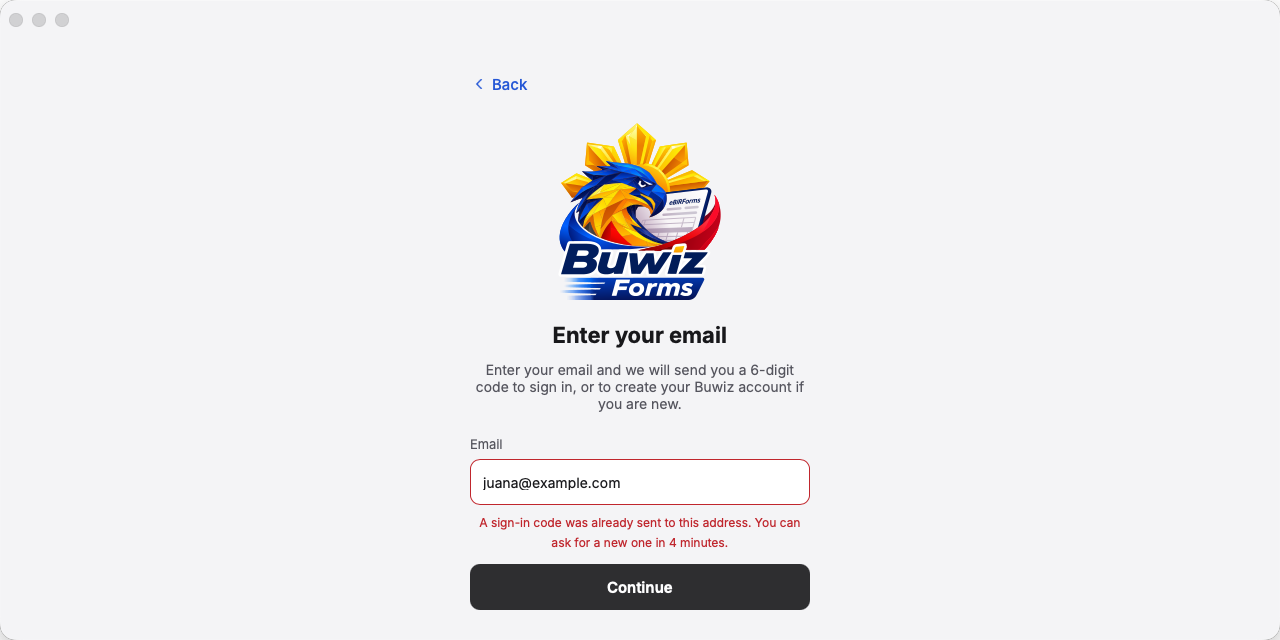 Back
eBIRForms
Buwiz
Forms
Enter your email
Enter your email and we will send you a 6-digit
code to sign in, or to create your Buwiz account if
you are new.
Email
juana@example.com
A sign-in code was already sent to this address. You can
ask for a new one in 4 minutes.
Continue